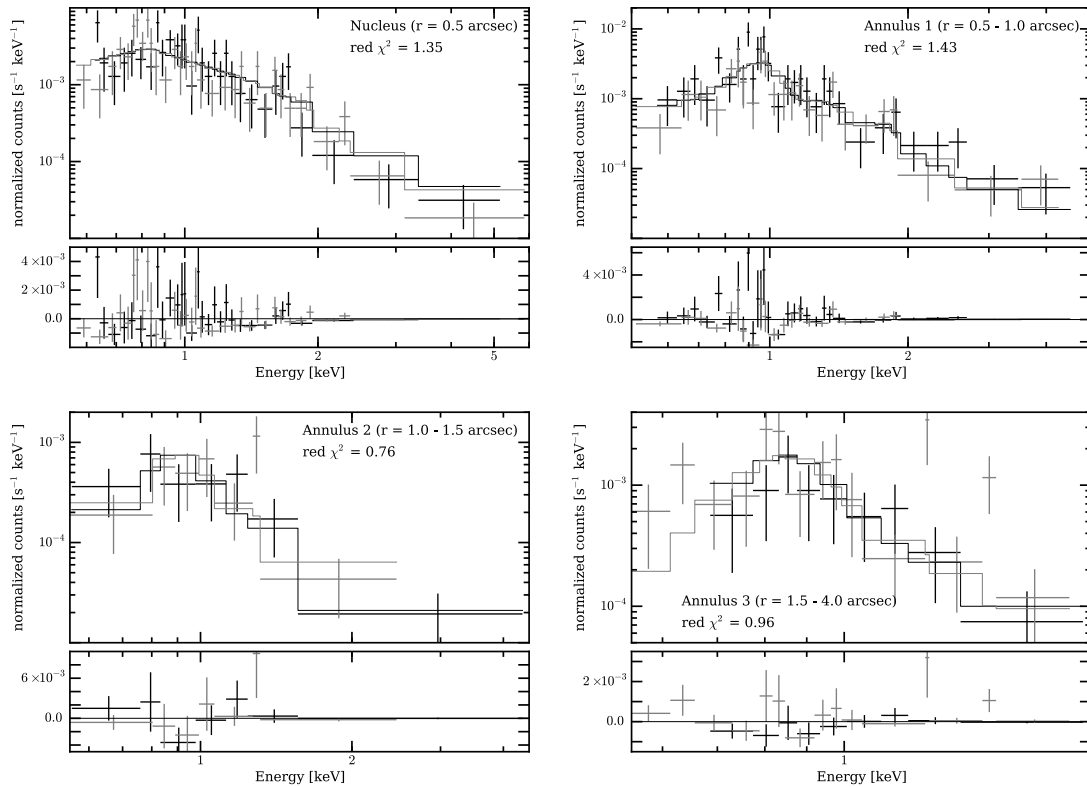 normalized counts [s⁻¹ keV⁻¹]
10⁻³
10⁻⁴
Nucleus (r = 0.5 arcsec)
red χ² = 1.35
4 ×10⁻³
2 ×10⁻³
0.0
1
2
5
Energy [keV]
normalized counts [s⁻¹ keV⁻¹]
10⁻²
10⁻³
10⁻⁴
Annulus 1 (r = 0.5 - 1.0 arcsec)
red χ² = 1.43
4 ×10⁻³
0.0
1
2
Energy [keV]
normalized counts [s⁻¹ keV⁻¹]
10⁻³
10⁻⁴
Annulus 2 (r = 1.0 - 1.5 arcsec)
red χ² = 0.76
6 ×10⁻³
0.0
1
2
Energy [keV]
normalized counts [s⁻¹ keV⁻¹]
10⁻³
10⁻⁴
Annulus 3 (r = 1.5 - 4.0 arcsec)
red χ² = 0.96
2 ×10⁻³
0.0
1
Energy [keV]